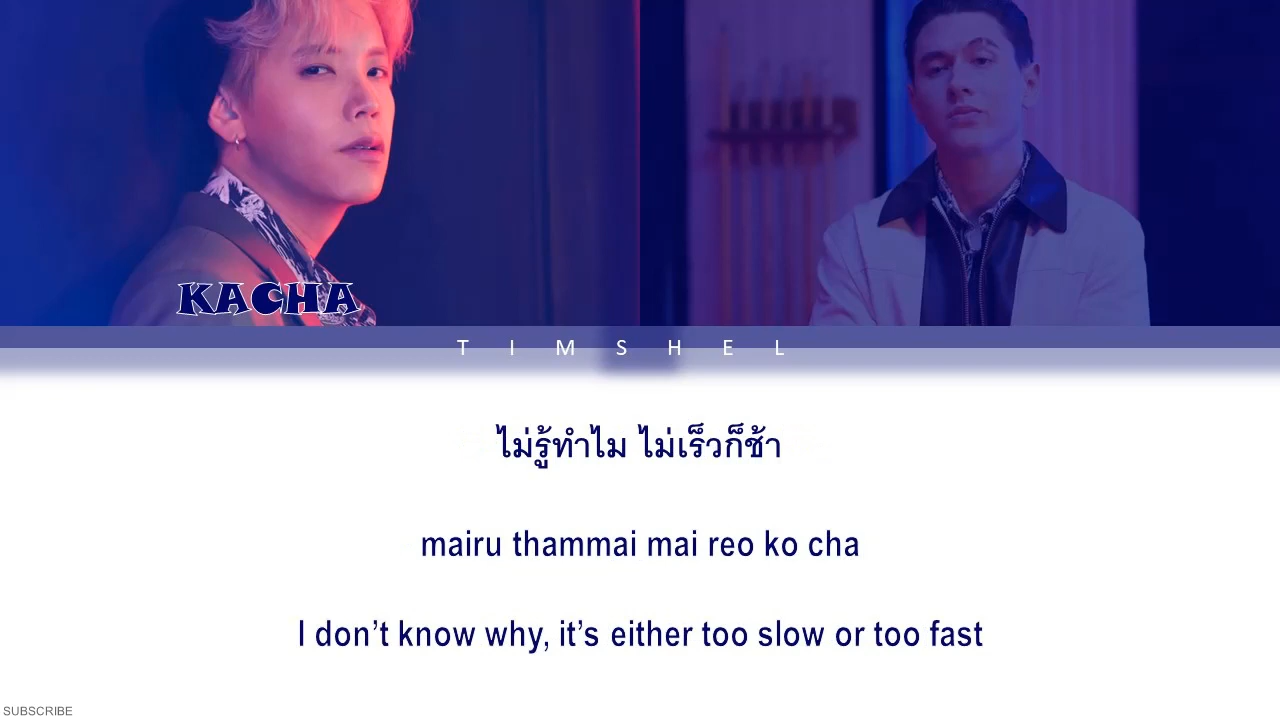 KACHA
TIMSHEL
ไม่รู้ทำไม ไม่เร็วก็ช้า
mairu thammai mai reo ko cha
I don’t know why, it’s either too slow or too fast
SUBSCRIBE